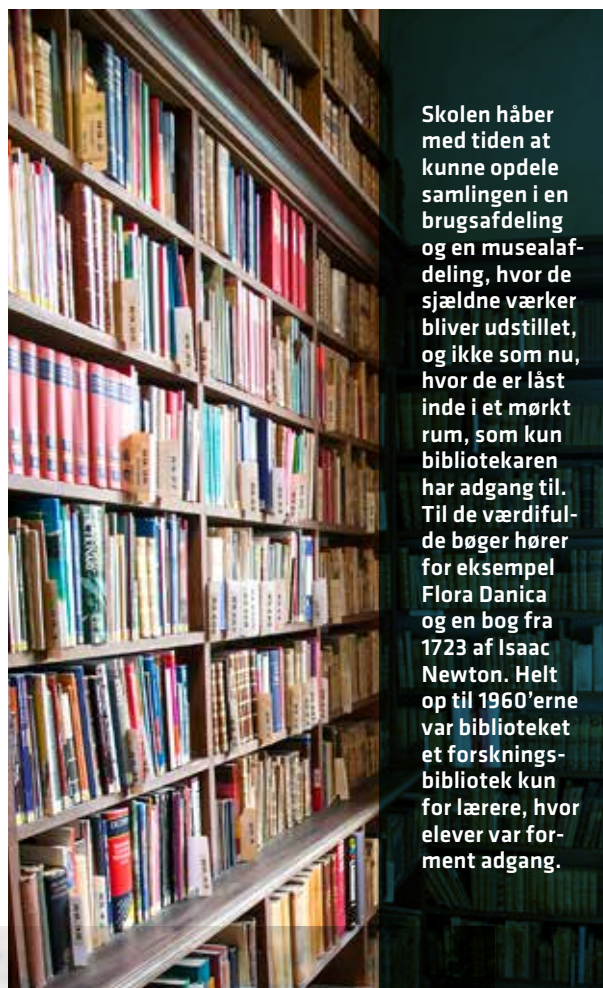 Skolen håber
med tiden at
kunne opdele
samlingen i en
brugsafdeling
og en musealaf-
deling, hvor de
sjældne værker
bliver udstillet,
og ikke som nu,
hvor de er låst
inde i et mørkt
rum, som kun
bibliotekaren
har adgang til.
Til de værdiful-
de bøger hører
for eksempel
Flora Danica
og en bog fra
1723 af Isaac
Newton. Helt
op til 1960’erne
var biblioteket
et forsknings-
bibliotek kun
for lærere, hvor
elever var for-
ment adgang.